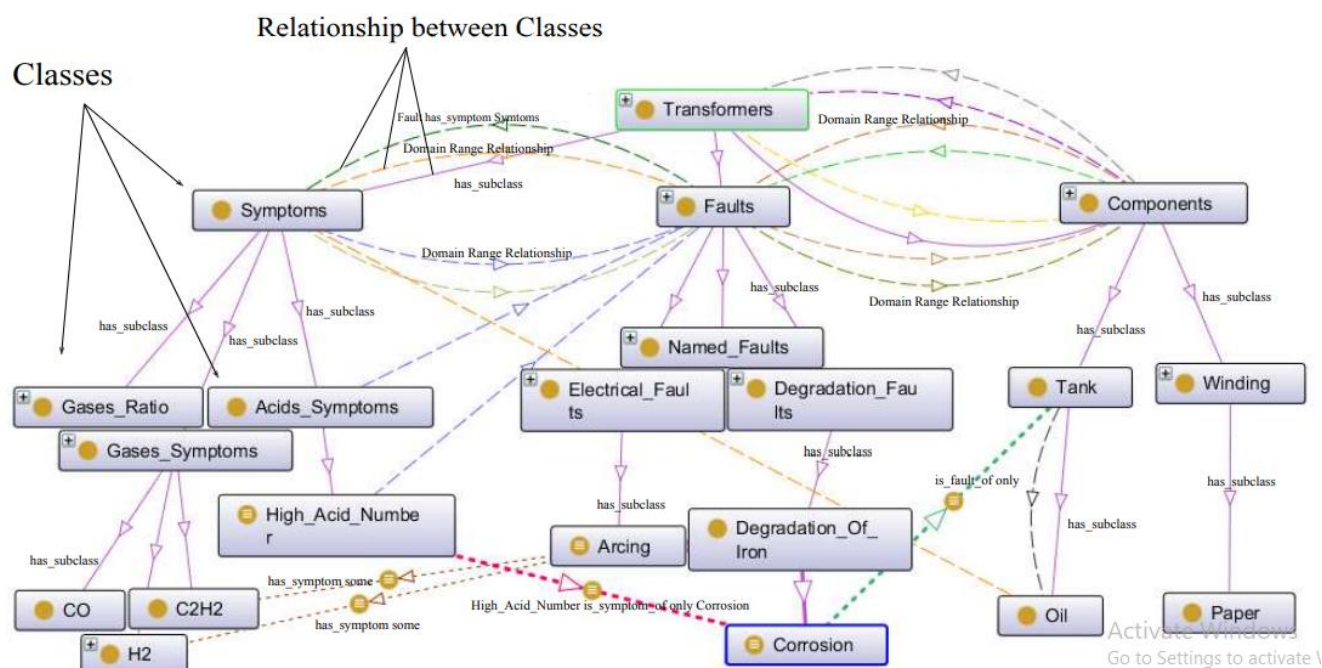 Relationship between Classes
Classes
Transformers
Fault has_symptom Symtoms
Domain Range Relationship
Domain Range Relationship
has_subclass
Symptoms
Faults
Components
Domain Range Relationship
has_subclass
Domain Range Relationship
has_subclass
has_subclass
has_subclass
has_subclass
has_subclass
Named_Faults
Gases_Ratio
Acids_Symptoms
Electrical_Faul
ts
Degradation_Fau
lts
Tank
Winding
Gases_Symptoms
has_subclass
is_fault_of only
has_subclass
has_subclass
High_Acid_Numbe
r
has_subclass
Arcing
Degradation_Of_
Iron
has_subclass
has_symptom some
High_Acid_Number is_symptom_of only Corrosion
has_symptom some
CO
C2H2
H2
Corrosion
Oil
Paper
Activate Windows
Go to Settings to activate W